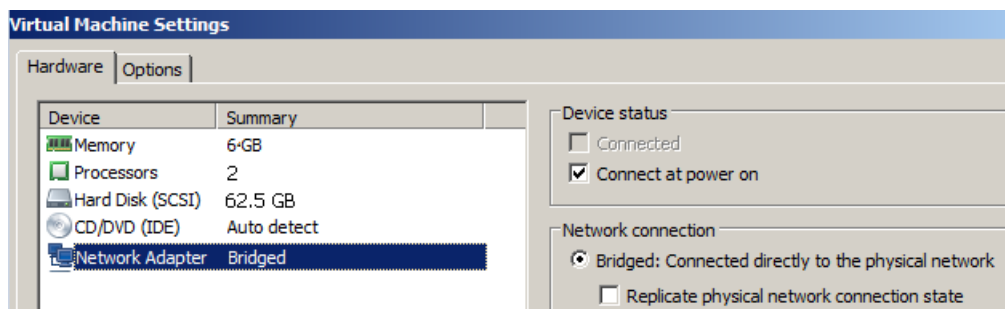 Virtual Machine Settings
Hardware Options
Device Summary
Memory 6 GB
Processors 2
Hard Disk (SCSI) 62.5 GB
CD/DVD (IDE) Auto detect
Network Adapter Bridged
Device status
Connected
Connect at power on
Network connection
Bridged: Connected directly to the physical network
Replicate physical network connection state